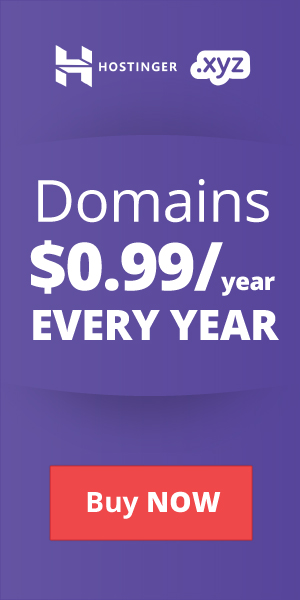 HOSTINGER .xyz
Domains
$0.99/year
EVERY YEAR
Buy NOW